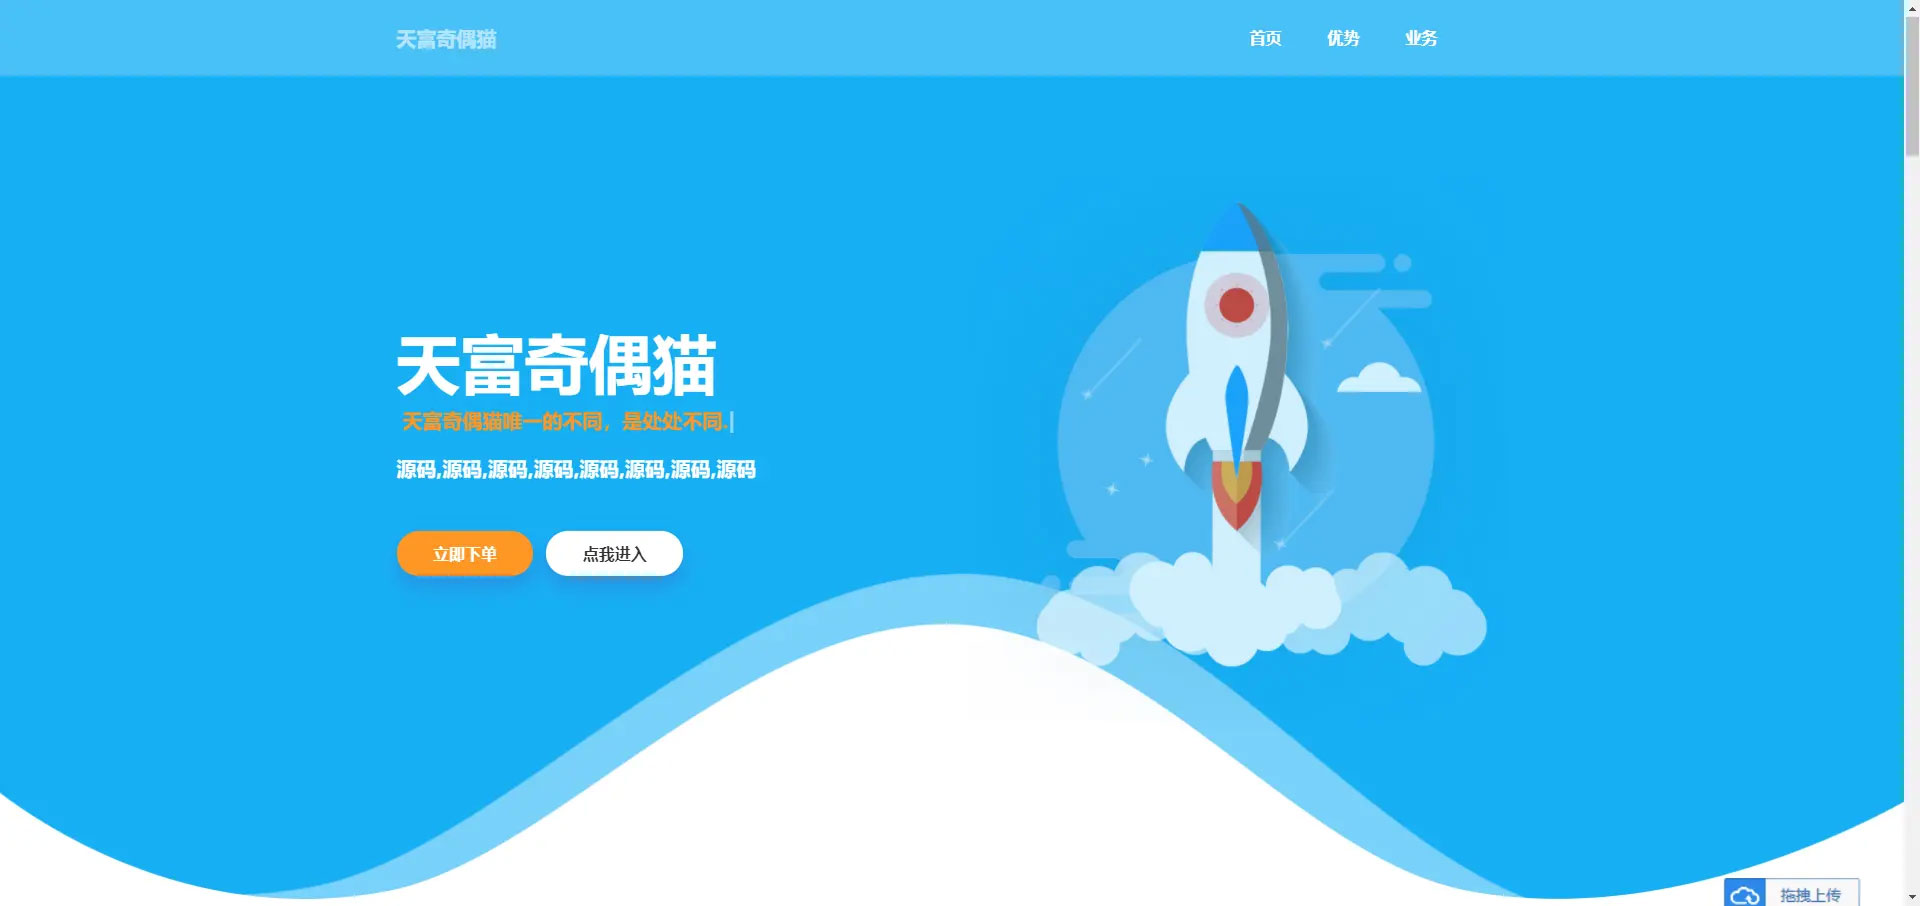 天富奇偶猫
首页 优势 业务
天富奇偶猫
天富奇偶猫唯一的不同，是处处不同.|
源码,源码,源码,源码,源码,源码,源码,源码
立即下单 点我进入
拖拽上传